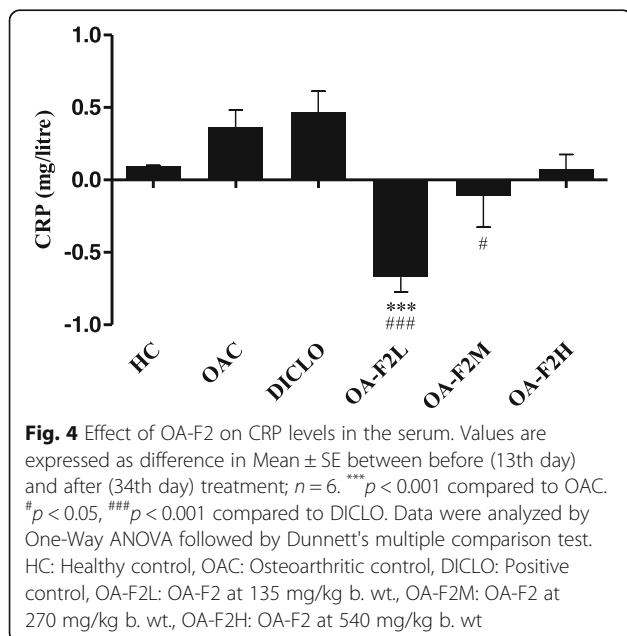 1.0
0.5
0.0
-0.5
-1.0
CRP (mg/litre)
***
###
#
HC
OAC
DICLO
OA-F2L
OA-F2M
OA-F2H
Fig. 4 Effect of OA-F2 on CRP levels in the serum. Values are
expressed as difference in Mean ± SE between before (13th day)
and after (34th day) treatment; n = 6. ***p < 0.001 compared to OAC.
#p < 0.05, ###p < 0.001 compared to DICLO. Data were analyzed by
One-Way ANOVA followed by Dunnett's multiple comparison test.
HC: Healthy control, OAC: Osteoarthritic control, DICLO: Positive
control, OA-F2L: OA-F2 at 135 mg/kg b. wt., OA-F2M: OA-F2 at
270 mg/kg b. wt., OA-F2H: OA-F2 at 540 mg/kg b. wt